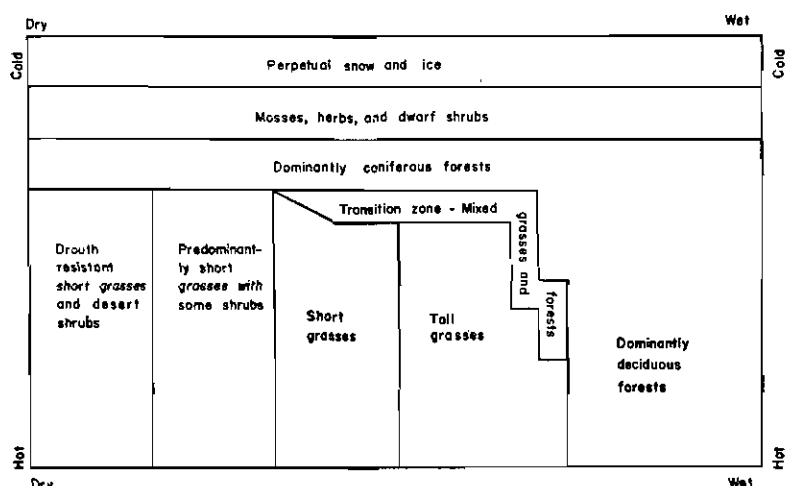 Dry
Wet
Cold
Cold
Perpetual snow and ice
Mosses, herbs, and dwarf shrubs
Dominantly coniferous forests
Transition zone - Mixed
grasses and
forests
Drouth
resistant
short grasses
and desert
shrubs
Predominant-
ly short
grasses with
some shrubs
Short
grasses
Tall
grasses
Dominantly
deciduous
forests
Hot
Hot
Dry
Wet